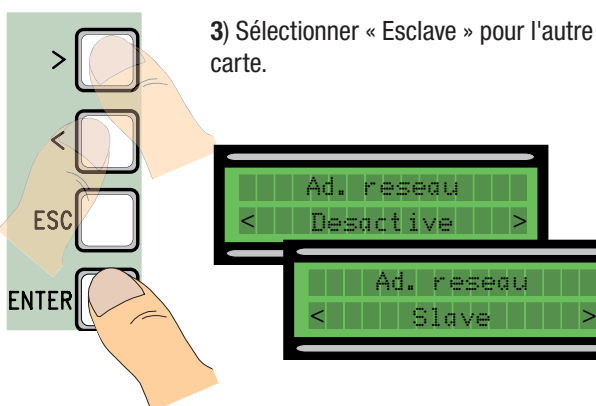 3) Sélectionner « Esclave » pour l'autre
carte.
>
<
ESC
ENTER
Ad. reseau
< Desactive >
Ad. reseau
< Slave >